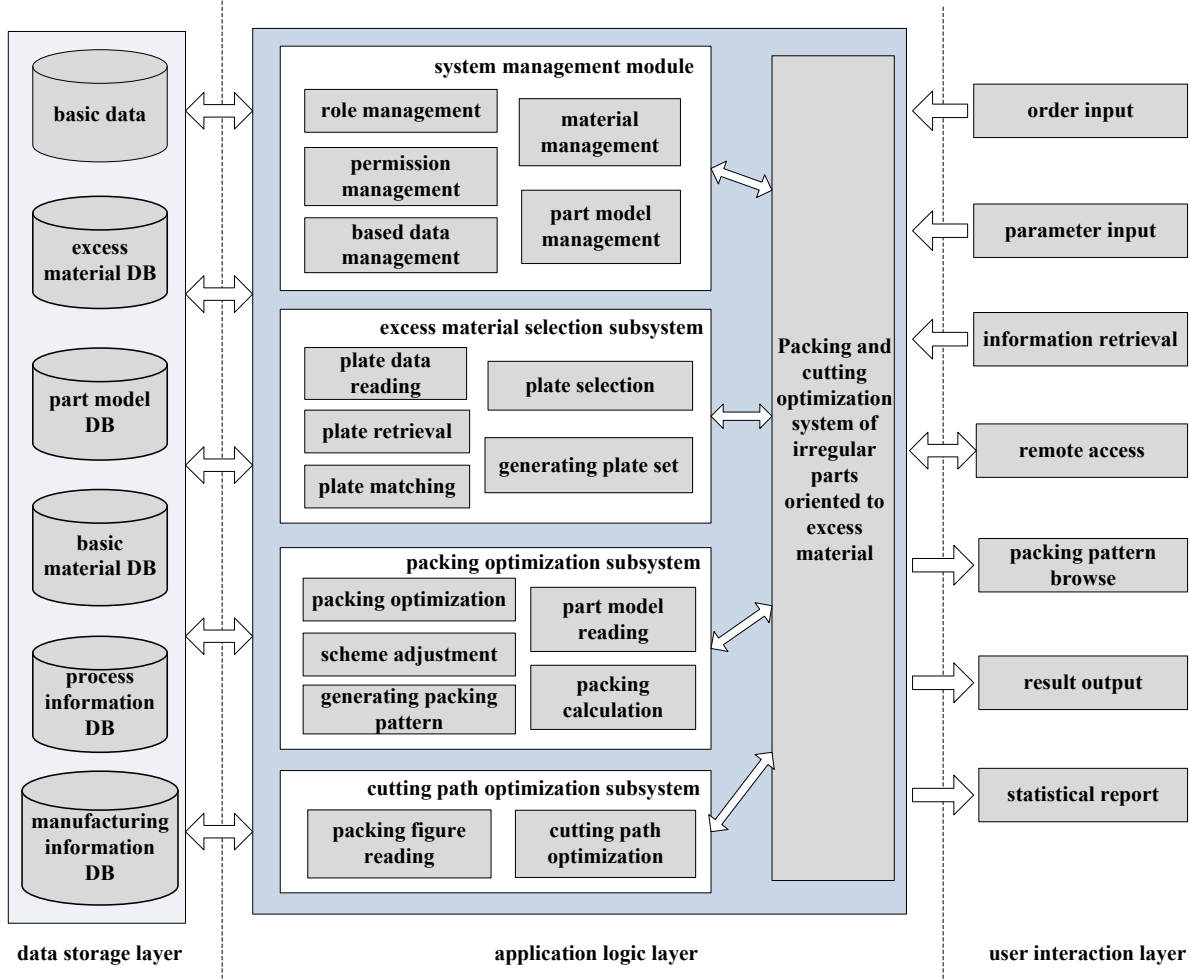 basic data
excess
material DB
part model
DB
basic
material DB
process
information
DB
manufacturing
information
DB
data storage layer
system management module
role management
permission
management
based data
management
material
management
part model
management
excess material selection subsystem
plate data
reading
plate retrieval
plate matching
plate selection
generating plate set
packing optimization subsystem
packing optimization
scheme adjustment
generating packing
pattern
part model
reading
packing
calculation
cutting path optimization subsystem
packing figure
reading
cutting path
optimization
Packing and
cutting
optimization
system of
irregular
parts
oriented to
excess
material
application logic layer
order input
parameter input
information retrieval
remote access
packing pattern
browse
result output
statistical report
user interaction layer